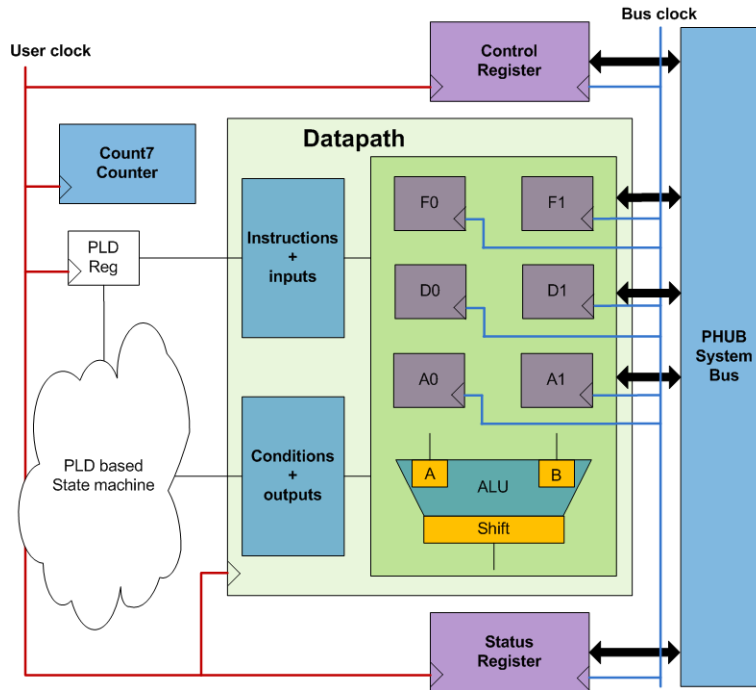 Bus clock
User clock
Control
Register
Count7
Counter
Datapath
F0
F1
PLD
Reg
Instructions
+
inputs
D0
D1
PHUB
System
Bus
A0
A1
PLD based
State machine
Conditions
+
outputs
A
B
ALU
Shift
Status
Register